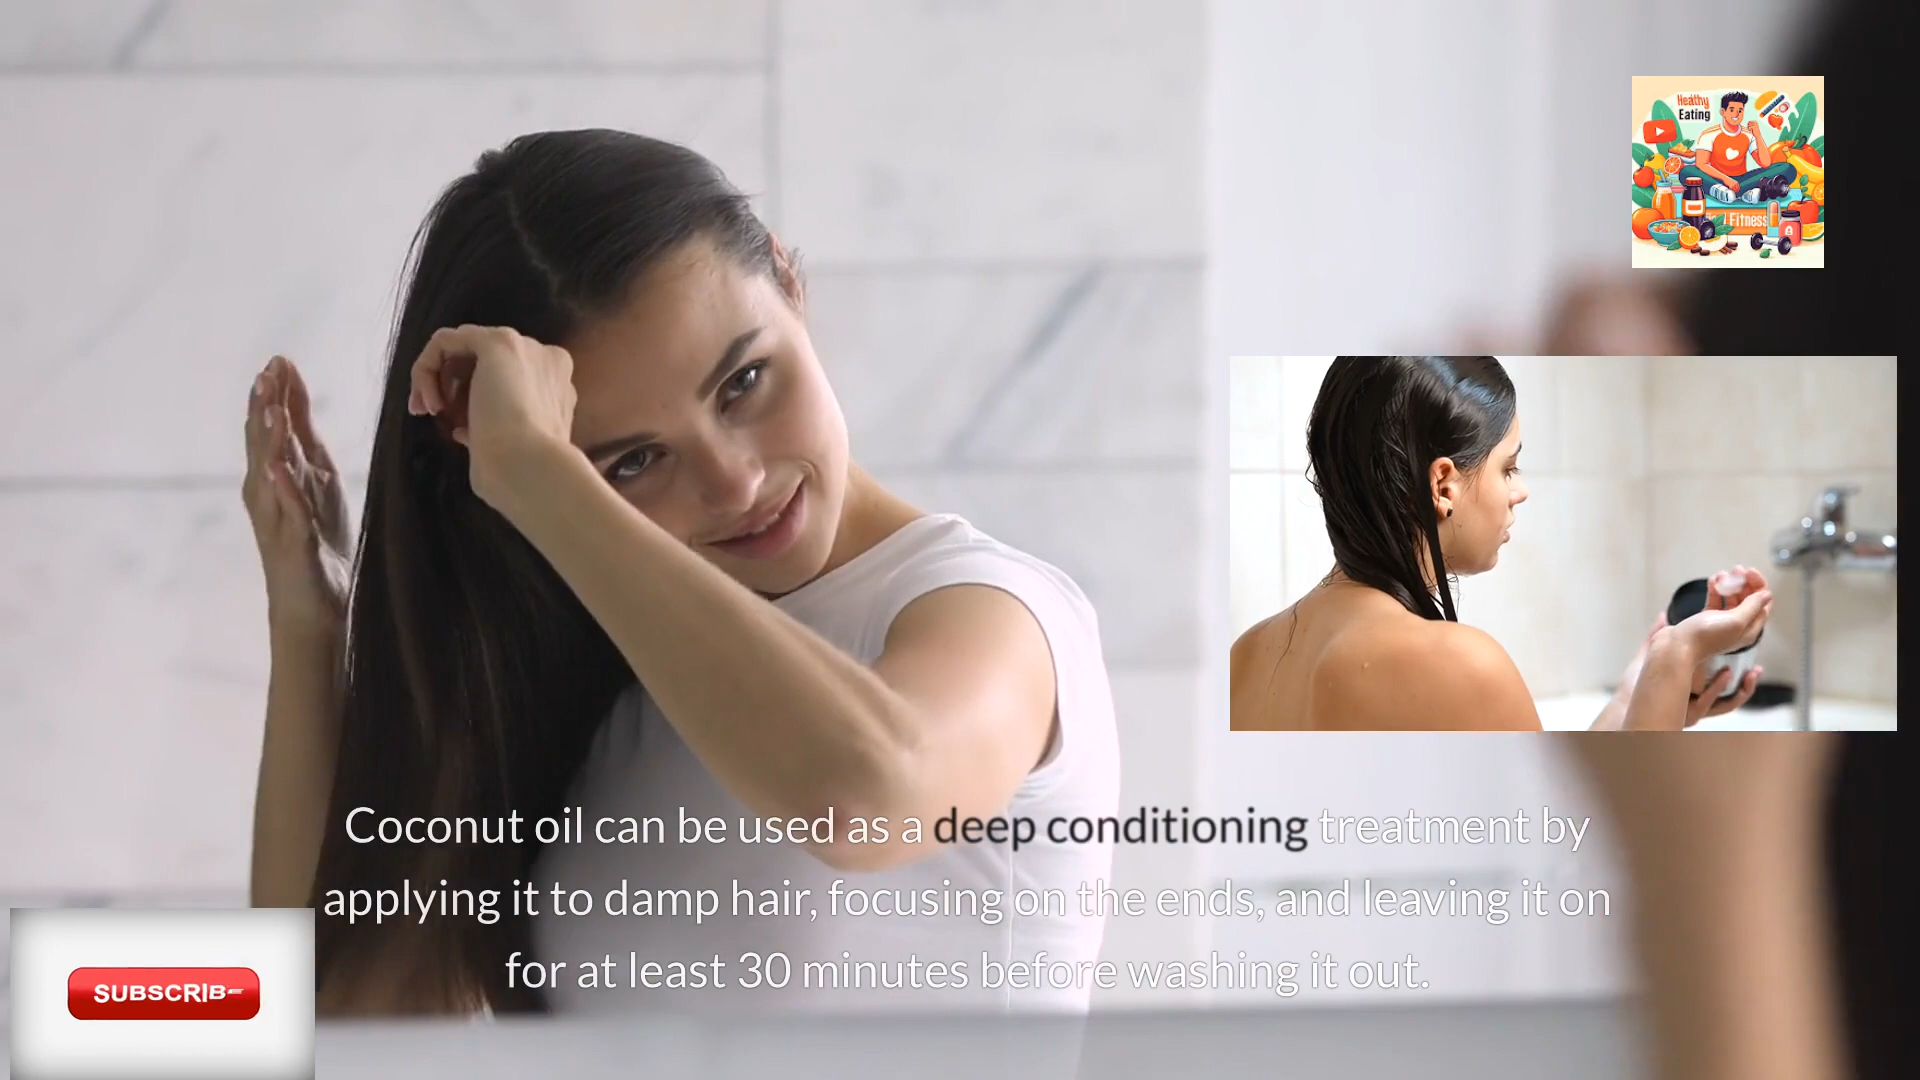 Healthy
Eating
Fitness
Coconut oil can be used as a deep conditioning treatment by
applying it to damp hair, focusing on the ends, and leaving it on
for at least 30 minutes before washing it out.
SUBSCRIB